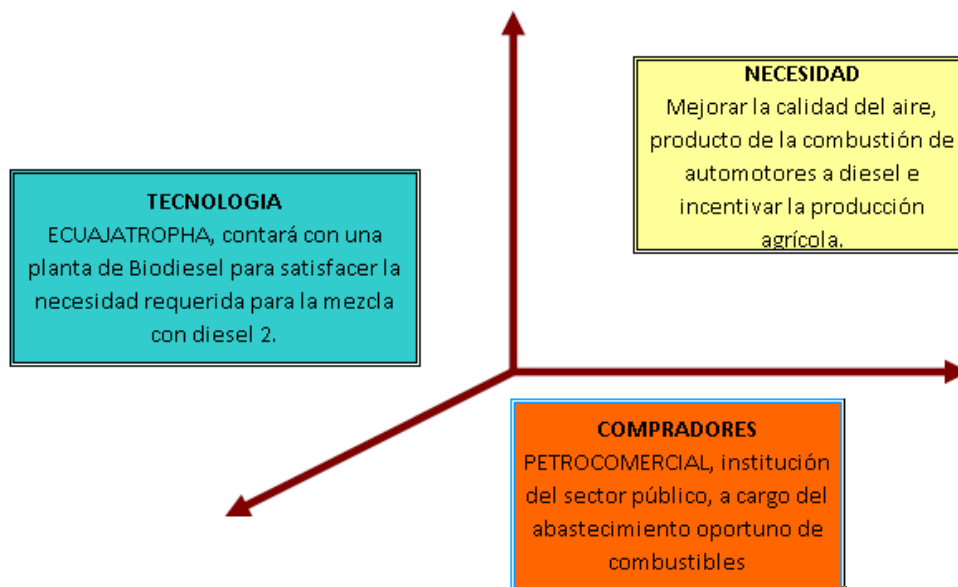 NECESIDAD
Mejorar la calidad del aire,
producto de la combustión de
automotores a diesel e
incentivar la producción
agrícola.
TECNOLOGIA
ECUAJATROPHA, contará con una
planta de Biodiesel para satisfacer la
necesidad requerida para la mezcla
con diesel 2.
COMPRADORES
PETROCOMERCIAL, institución
del sector público, a cargo del
abastecimiento oportuno de
combustibles